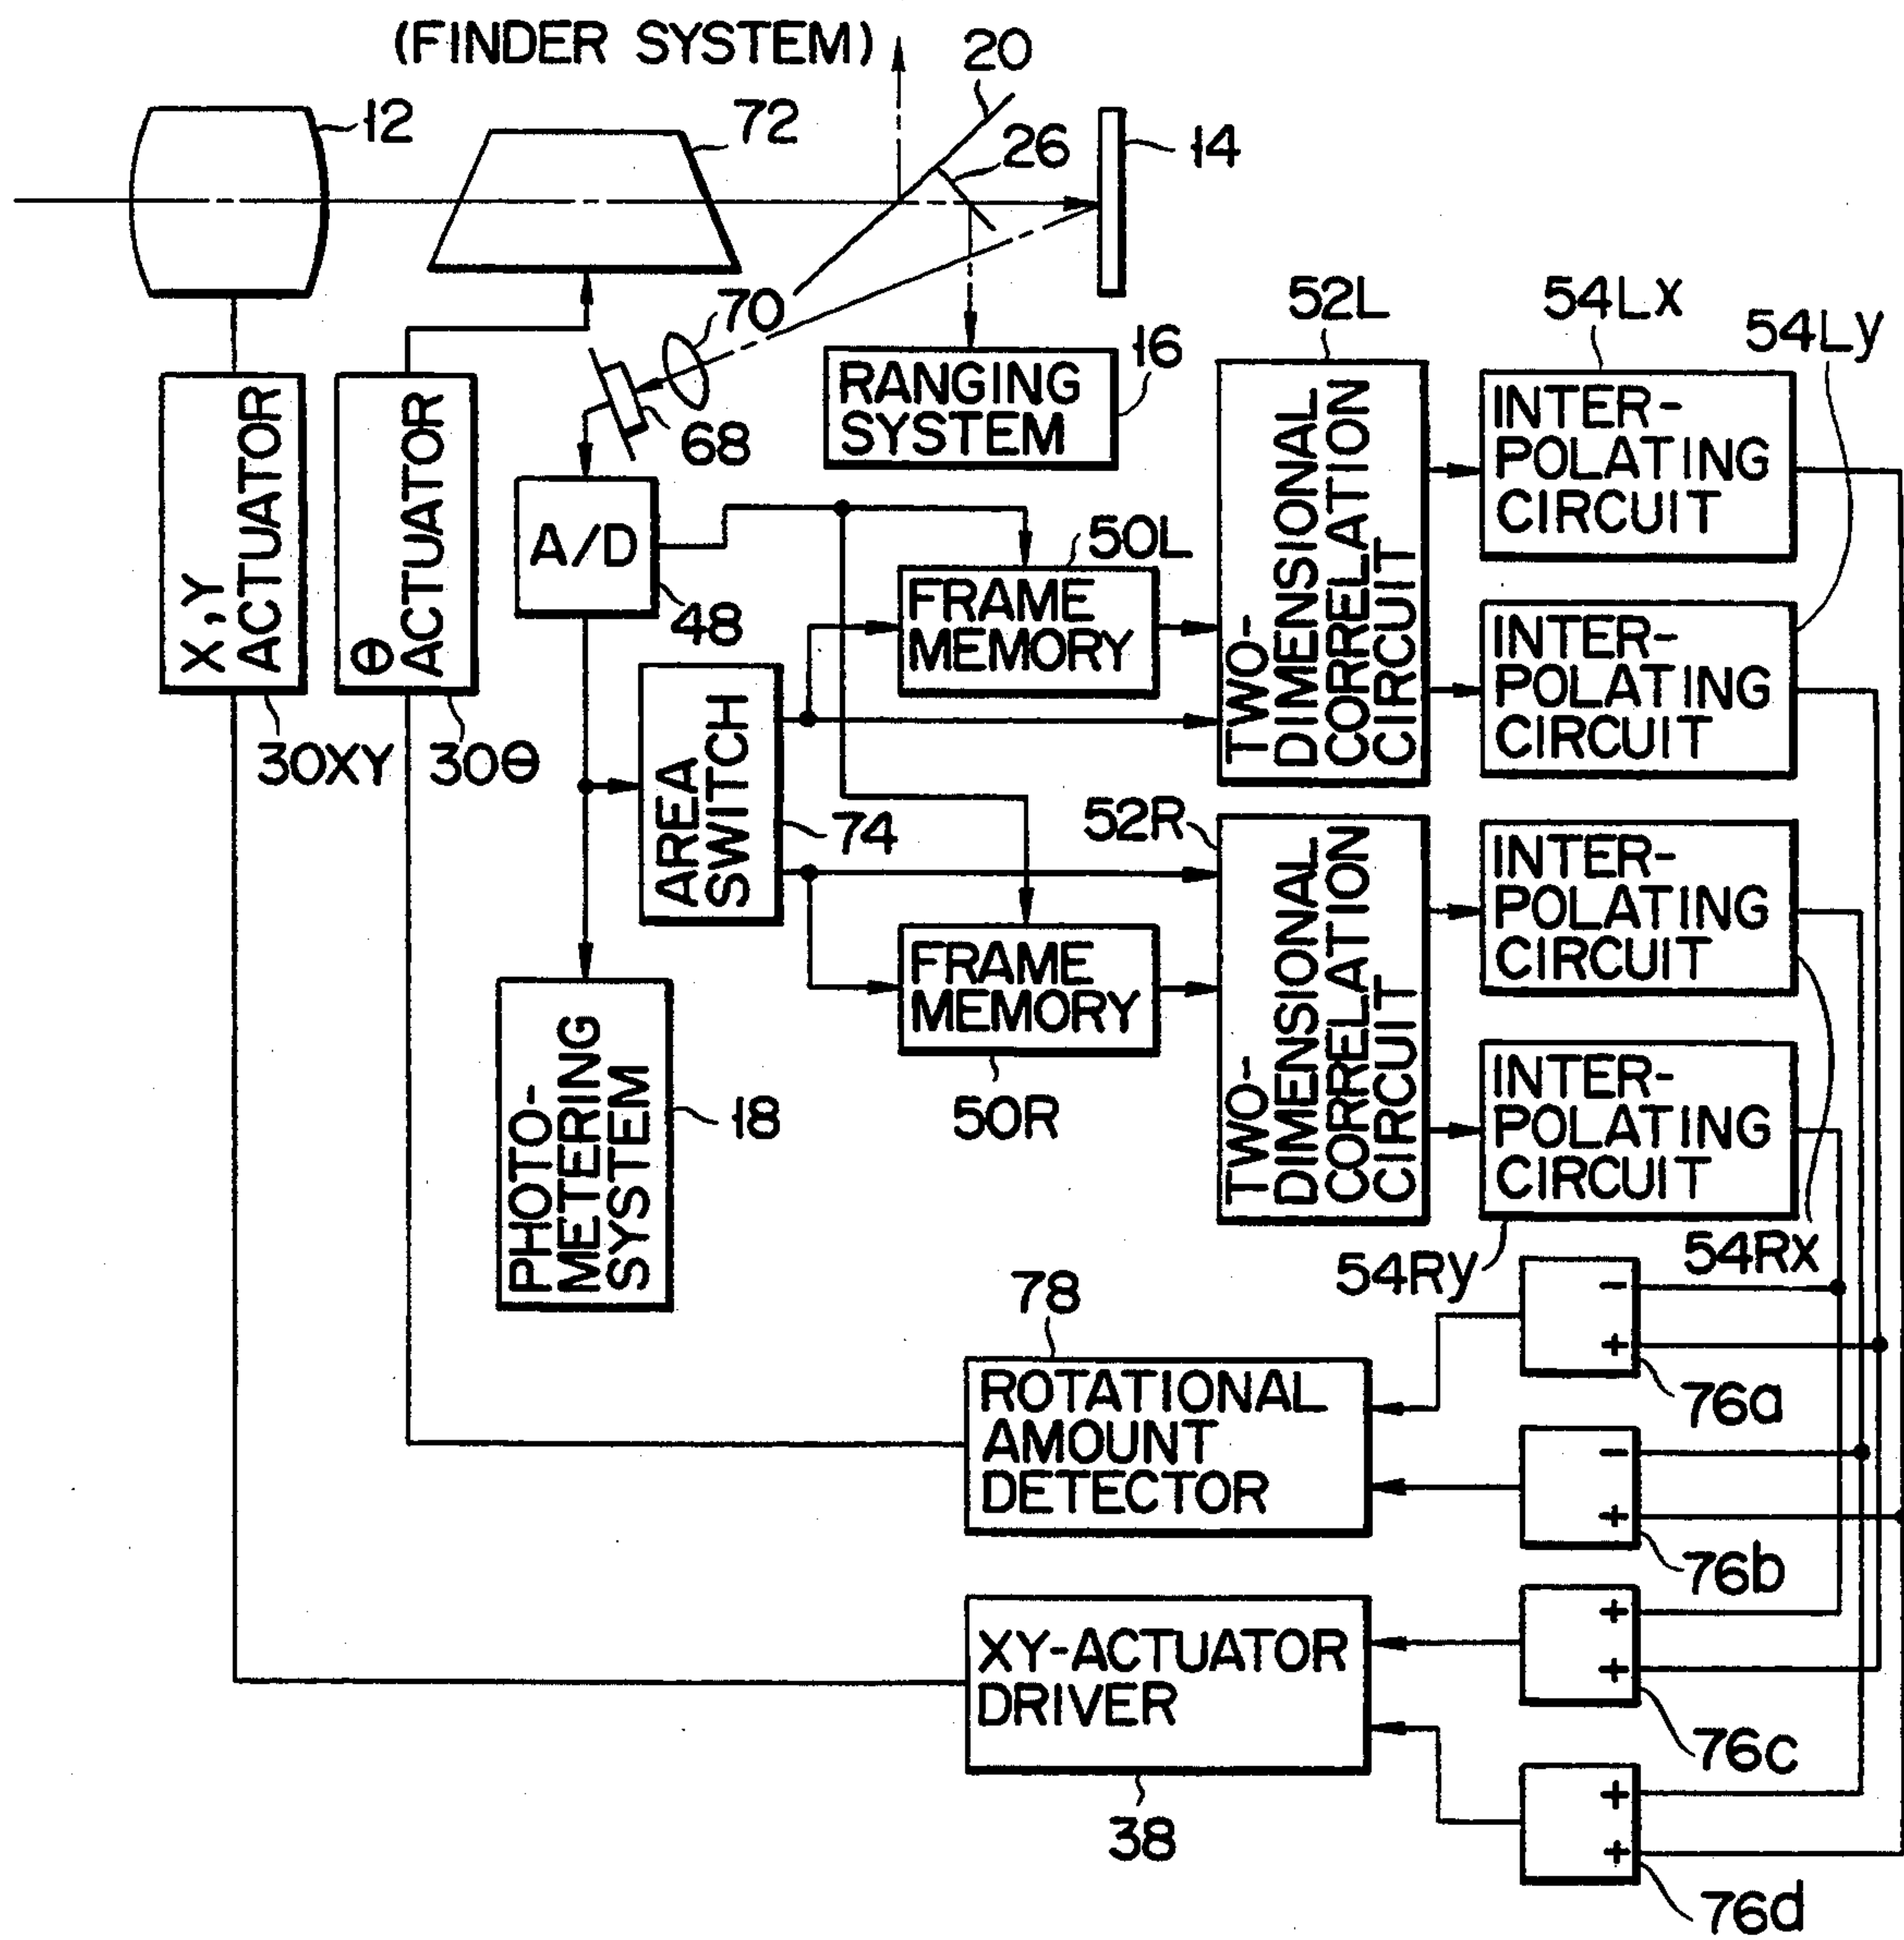 (FINDER SYSTEM)
20
12
72
26
14
70
52L
54Lx
54Ly
16
RANGING
SYSTEM
68
X,Y
ACTUATOR
θ
ACTUATOR
A/D
48
50L
FRAME
MEMORY
TWO-
DIMENSIONAL
CORRELATION
CIRCUIT
INTER-
POLATING
CIRCUIT
INTER-
POLATING
CIRCUIT
30XY
30θ
AREA
SWITCH
74
52R
TWO-
DIMENSIONAL
CORRELATION
CIRCUIT
INTER-
POLATING
CIRCUIT
FRAME
MEMORY
50R
PHOTO-
METERING
SYSTEM
18
INTER-
POLATING
CIRCUIT
54Ry
54Rx
78
ROTATIONAL
AMOUNT
DETECTOR
-
+
76a
-
+
76b
XY-ACTUATOR
DRIVER
38
+
+
76c
+
+
76d